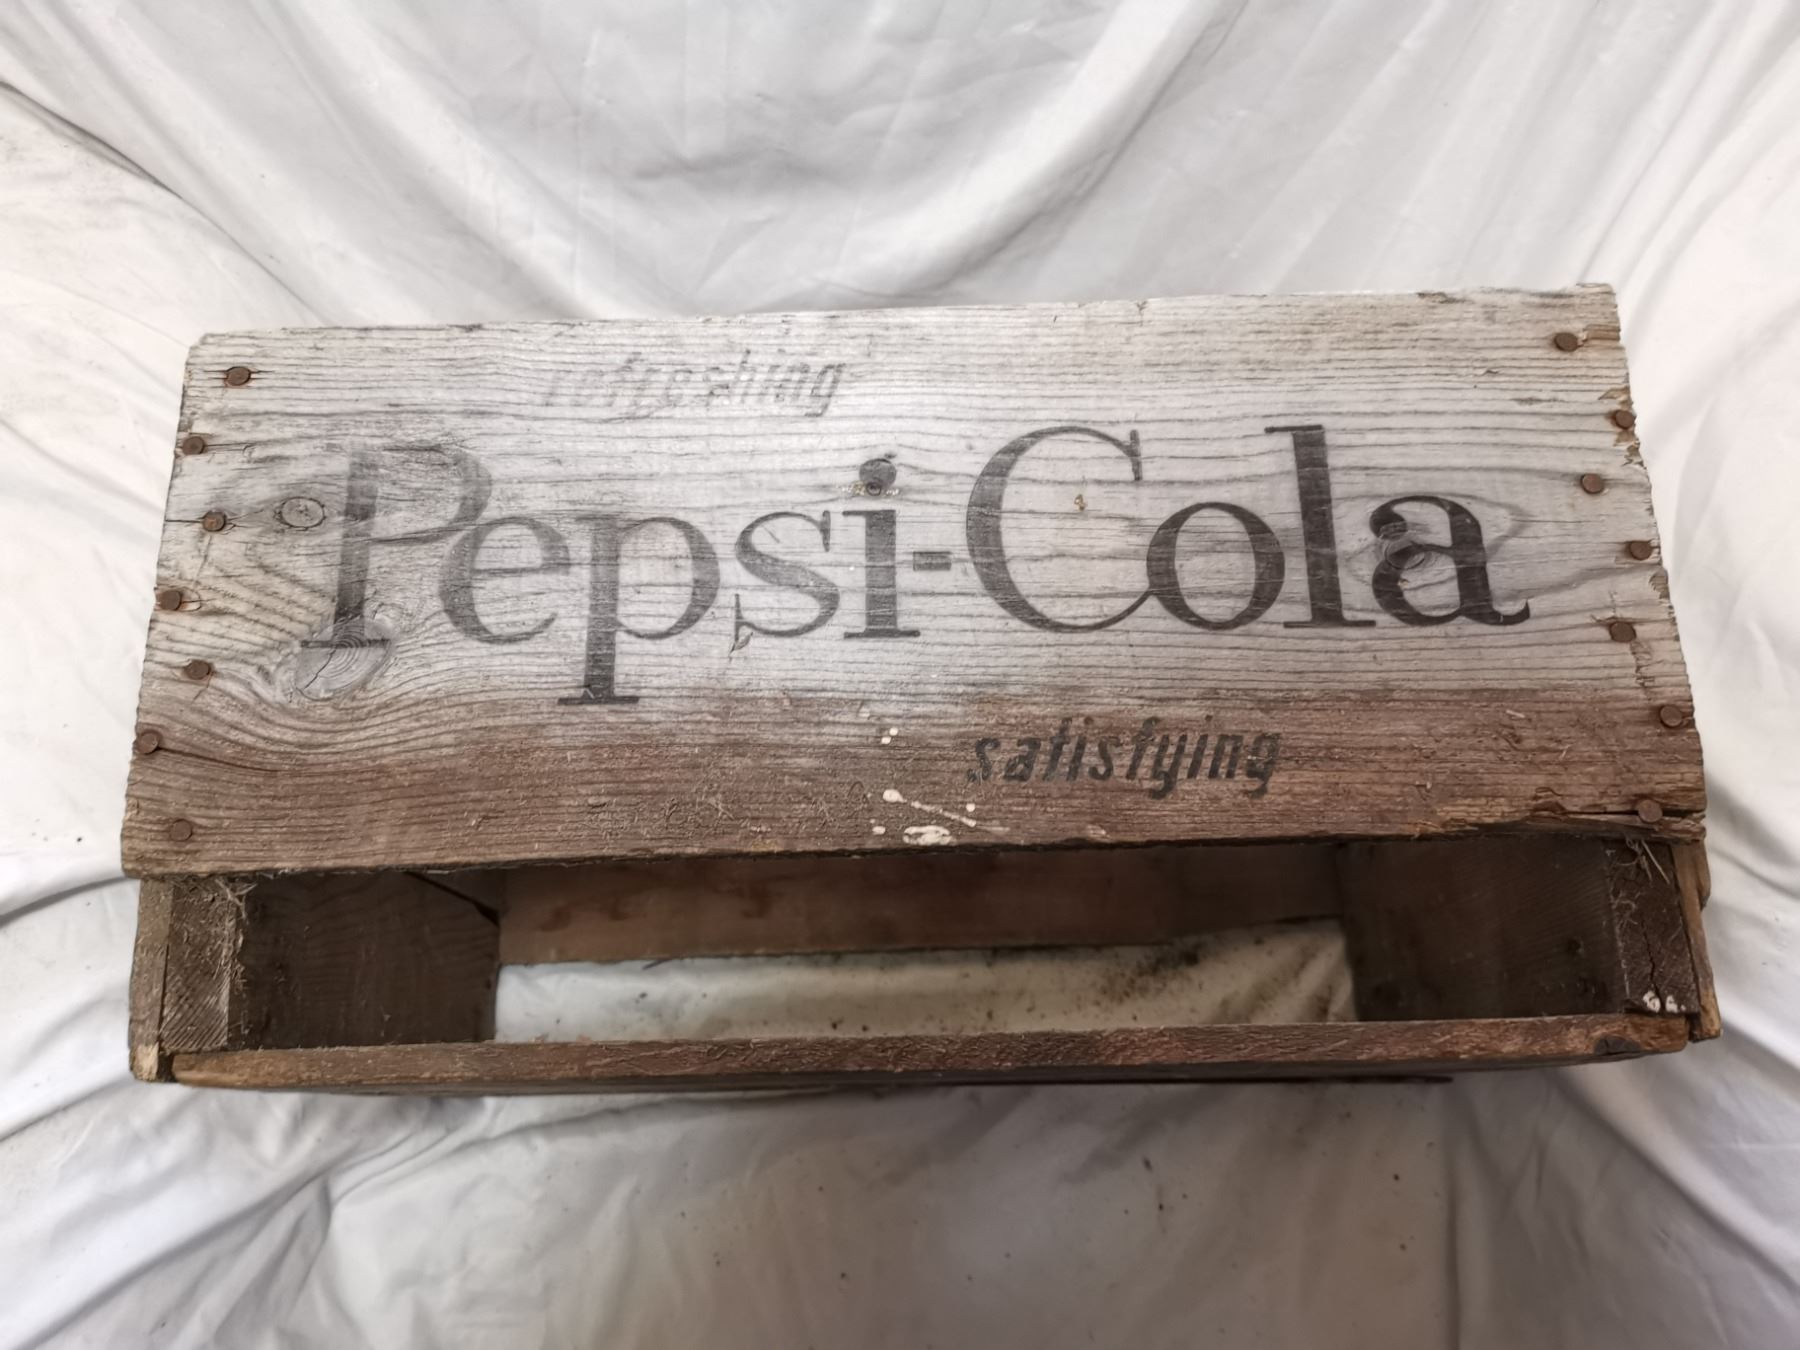 refreshing
Pepsi-Cola
satisfying